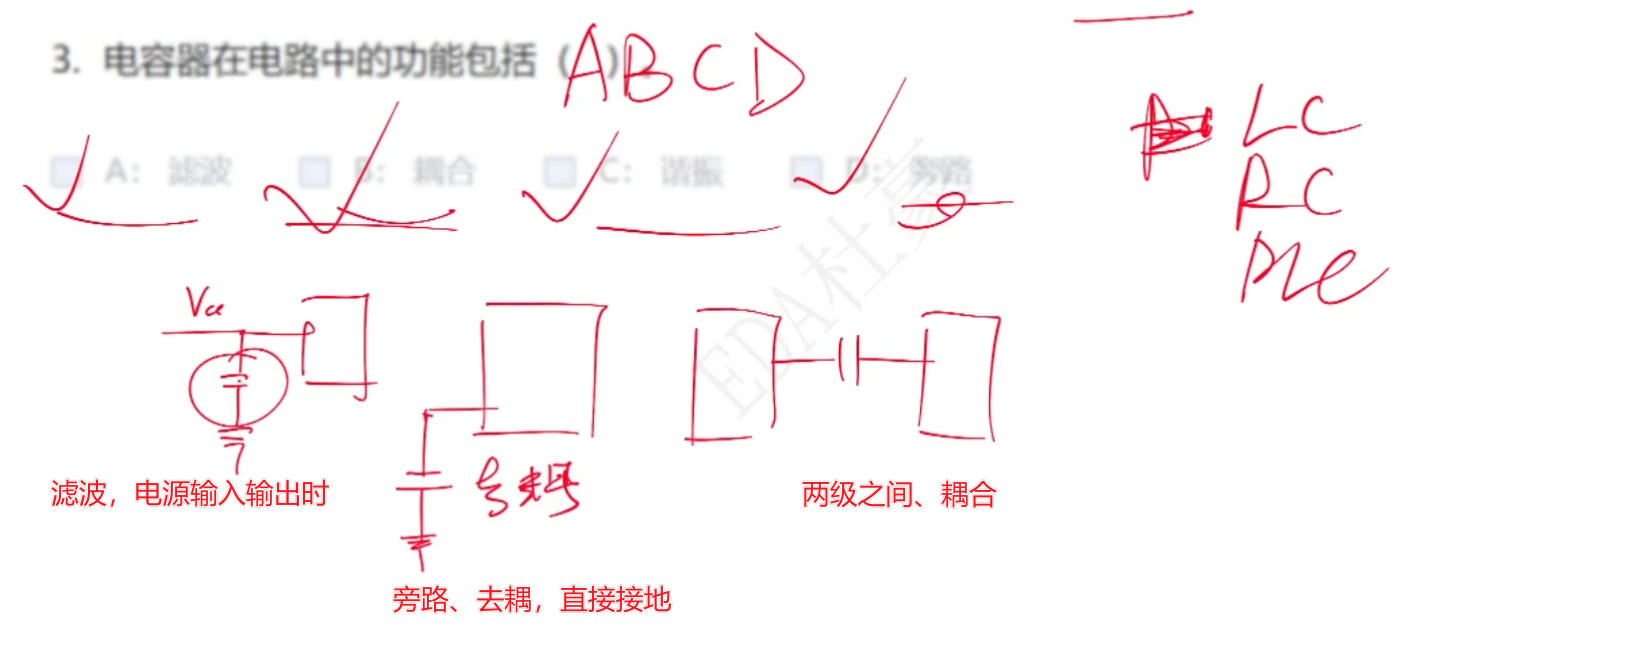 3. 电容器在电路中的功能包括（ ） ABCD
A： 滤波 B： 耦合 C： 谐振 D： 旁路
LC
RC
RLC
Vcc
去耦
滤波，电源输入输出时
两级之间、耦合
旁路、去耦，直接接地
EDA杜豪